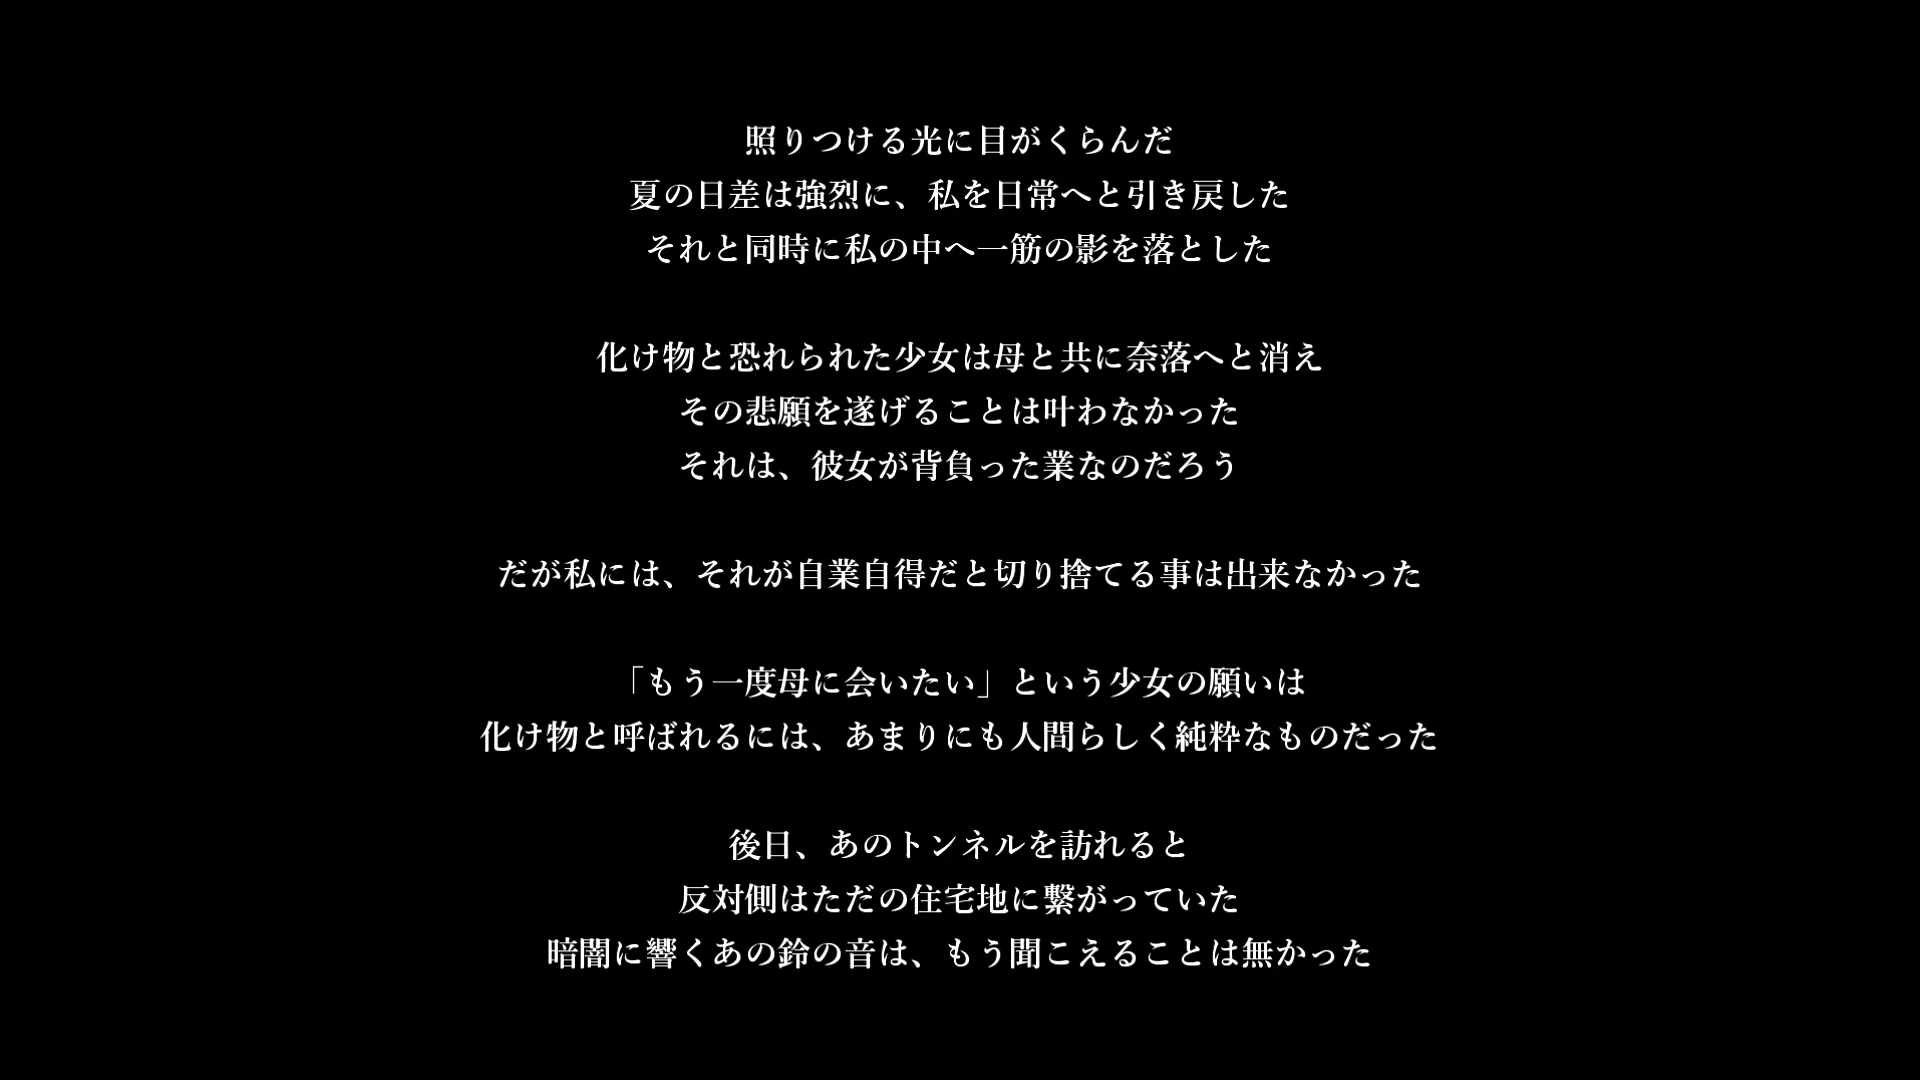 照りつける光に目がくらんだ
夏の日差は強烈に、私を日常へと引き戻した
それと同時に私の中へ一筋の影を落とした
化け物と恐れられた少女は母と共に奈落へと消え
その悲願を遂げることは叶わなかった
それは、彼女が背負った業なのだろう
だが私には、それが自業自得だと切り捨てる事は出来なかった
「もう一度母に会いたい」という少女の願いは
化け物と呼ばれるには、あまりにも人間らしく純粋なものだった
後日、あのトンネルを訪れると
反対側はただの住宅地に繋がっていた
暗闇に響くあの鈴の音は、もう聞こえることは無かった